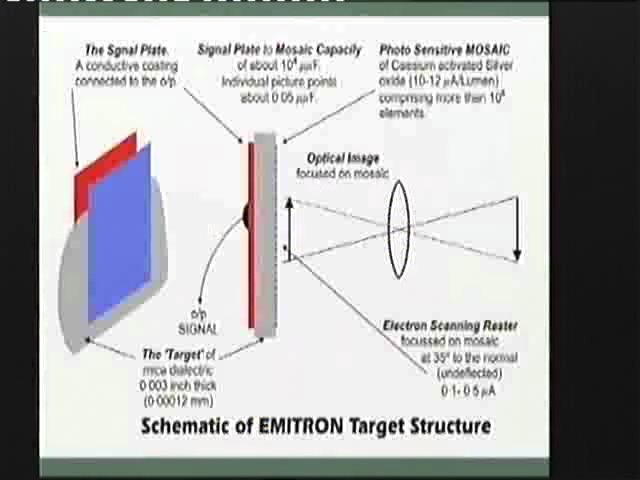 The Sgnal Plate.
A conductive coating
connected to the o/p.
Signal Plate to Mosaic Capacity
of about 10⁴ μμF.
Individual picture points
about 0.05 μμF.
Photo Sensitive MOSAIC
of Caesium activated Silver
oxide (10-12 μA/Lumen)
comprising more than 10⁶
elements.
Optical Image
focused on mosaic
o/p
SIGNAL
The 'Target' of
mica dielectric
0.003 inch thick
(0.00012 mm)
Electron Scanning Raster
focussed on mosaic
at 35° to the normal
(undeflected)
0.1- 0.5 μA
Schematic of EMITRON Target Structure